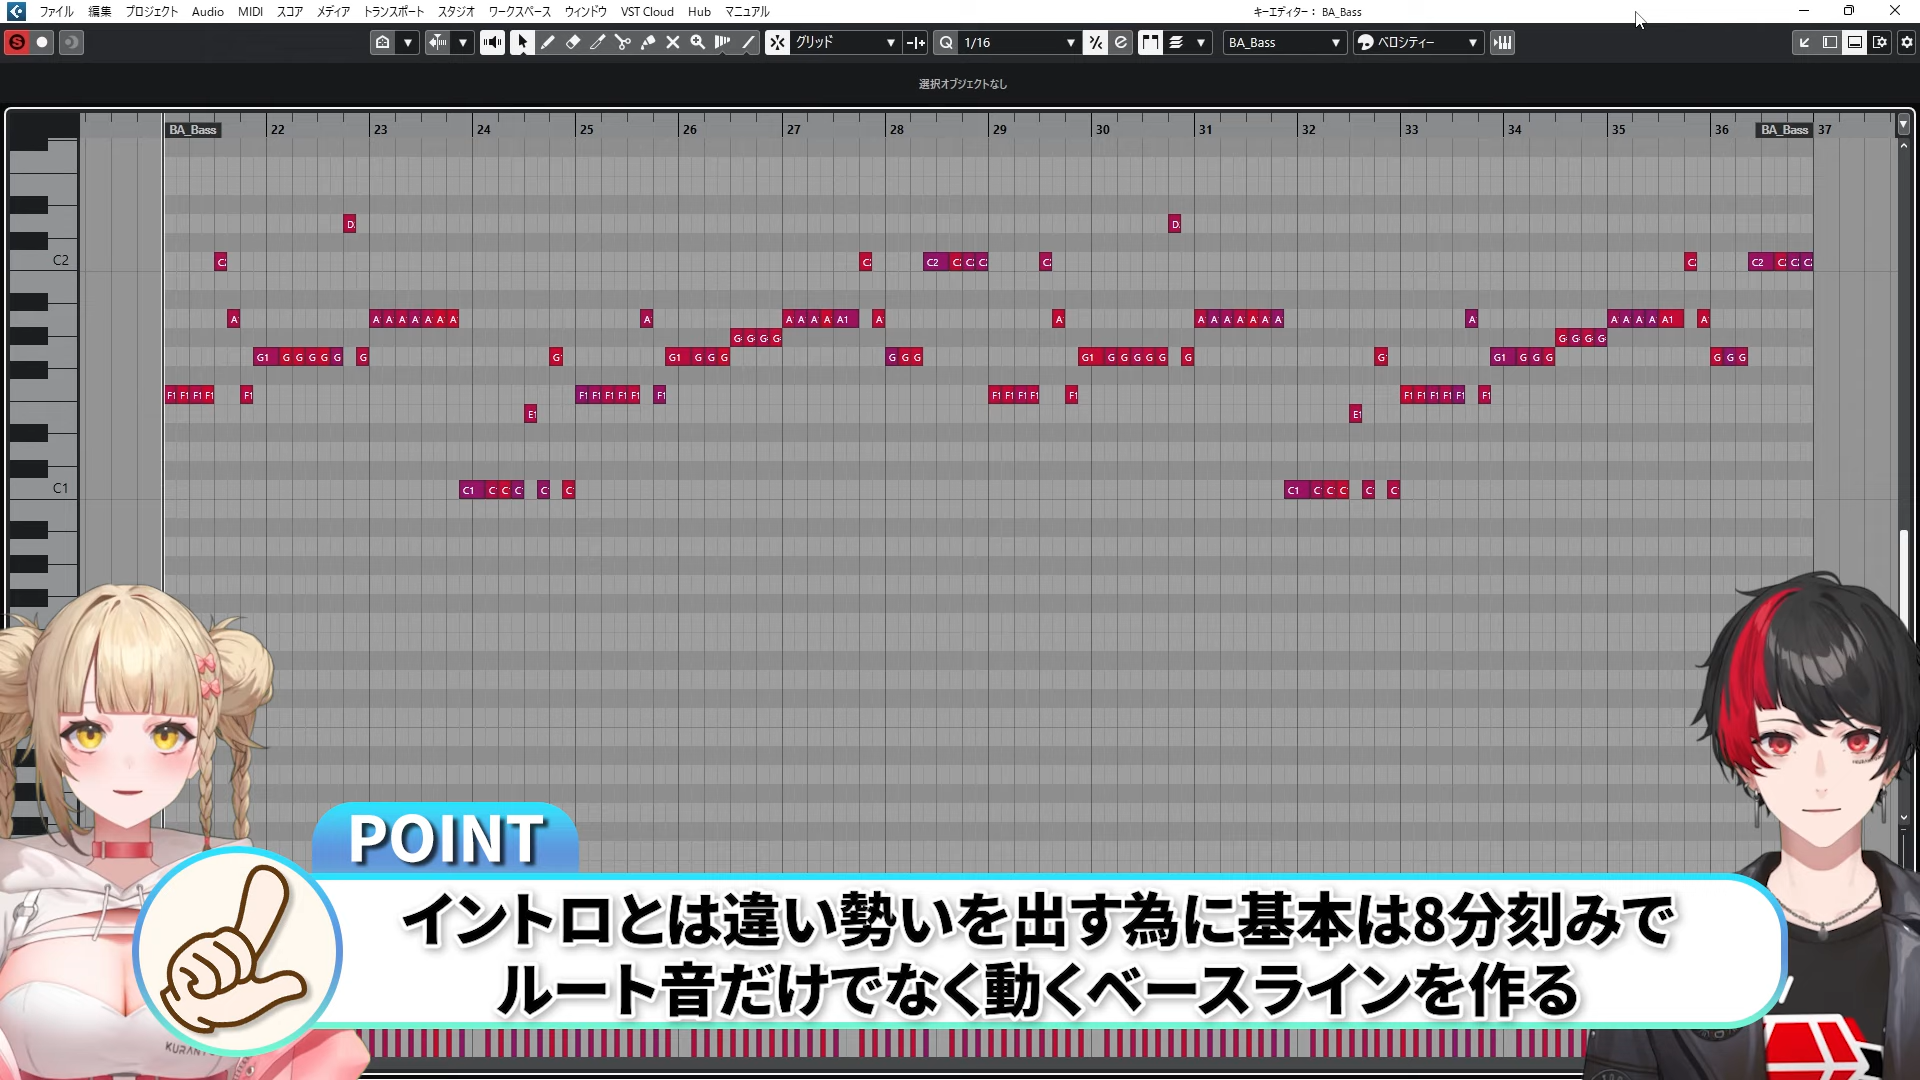 ファイル 編集 プロジェクト Audio MIDI スコア メディア トランスポート スタジオ ワークスペース ウィンドウ VST Cloud Hub マニュアル キーエディター： BA_Bass
グリッド 1/16 BA_Bass ベロシティー
選択オブジェクトなし
BA_Bass 22 23 24 25 26 27 28 29 30 31 32 33 34 35 36 BA_Bass 37
C2
C1
POINT
イントロとは違い勢いを出す為に基本は8分刻みで
ルート音だけでなく動くベースラインを作る